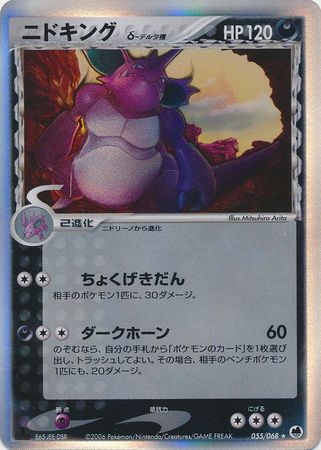 ニドキング δ-デルタ種 HP 120
Illus.Mitsuhiro Arita
2進化 ニドリーノから進化
ちょくげきだん
相手のポケモン1匹に、30ダメージ。
ダークホーン 60
のぞむなら、自分の手札から「ポケモンのカード」を1枚選び
出し、トラッシュしてよい。その場合、相手のベンチポケモン
1匹にも、20ダメージ。
弱点 抵抗力 にげる
©2006 Pokémon/Nintendo/Creatures/GAME FREAK 055/068 ★